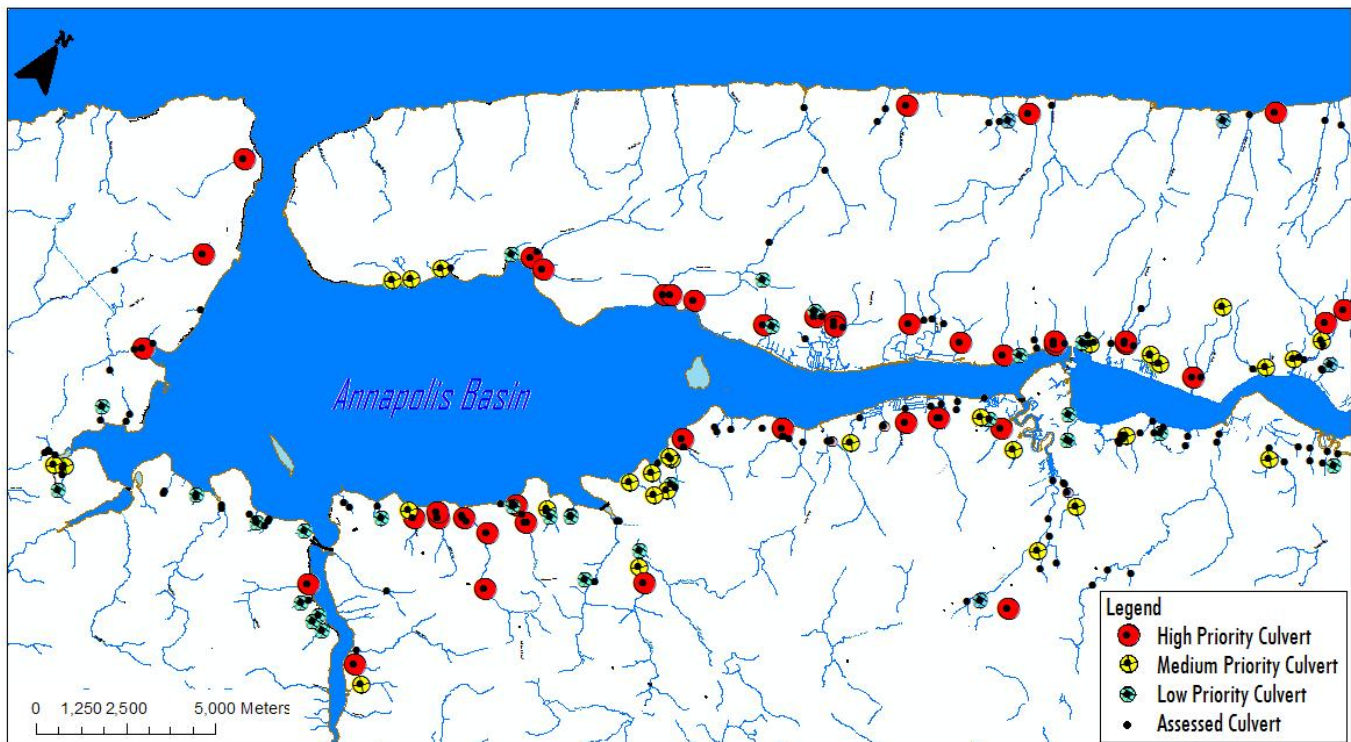 N
Annapolis Basin
Legend
High Priority Culvert
Medium Priority Culvert
Low Priority Culvert
Assessed Culvert
0 1,250 2,500 5,000 Meters